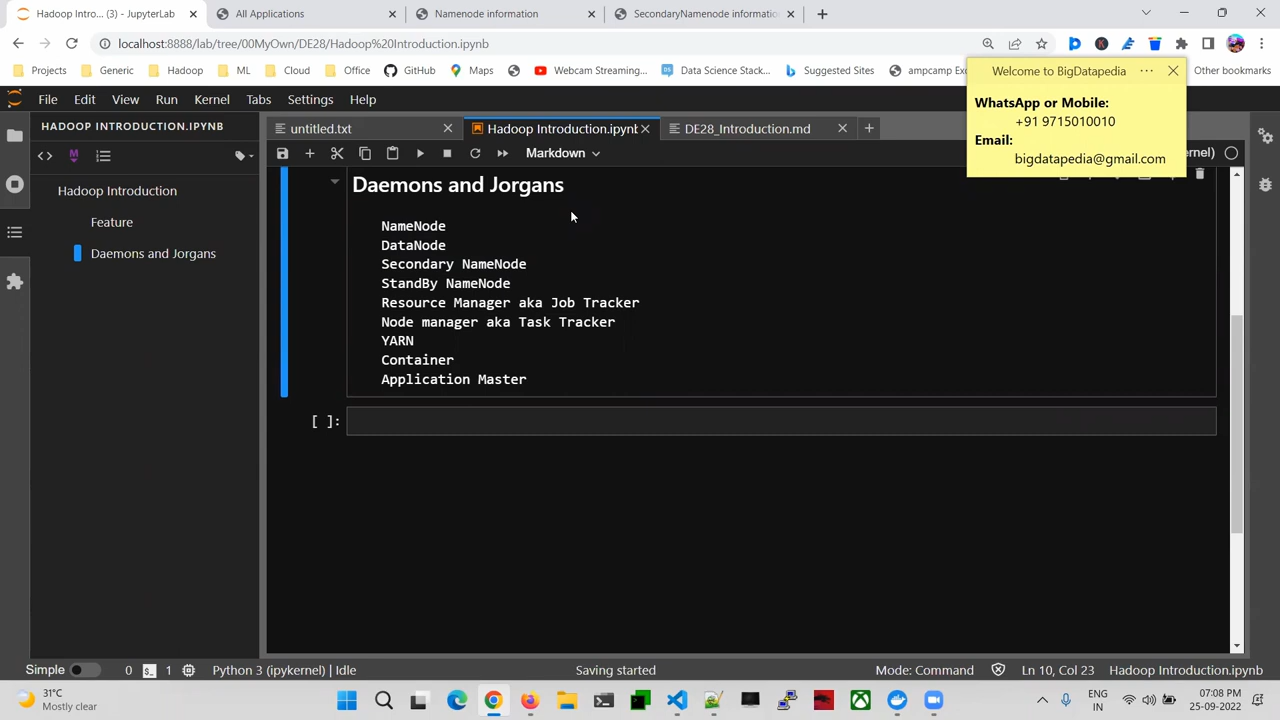 Hadoop Intro... (3) - JupyterLab
All Applications
Namenode information
SecondaryNamenode information
localhost:8888/lab/tree/00MyOwn/DE28/Hadoop%20Introduction.ipynb
Projects
Generic
Hadoop
ML
Cloud
Office
GitHub
Maps
Webcam Streaming...
Data Science Stack...
Suggested Sites
ampcamp
Other bookmarks
Welcome to BigDatapedia ···
WhatsApp or Mobile:
+91 9715010010
Email:
bigdatapedia@gmail.com
File Edit View Run Kernel Tabs Settings Help
HADOOP INTRODUCTION.IPYNB
untitled.txt
Hadoop Introduction.ipynt
DE28_Introduction.md
Markdown
Hadoop Introduction
Feature
Daemons and Jorgans
Daemons and Jorgans
NameNode
DataNode
Secondary NameNode
StandBy NameNode
Resource Manager aka Job Tracker
Node manager aka Task Tracker
YARN
Container
Application Master
[ ]:
Simple 0 1 Python 3 (ipykernel) | Idle
Saving started
Mode: Command
Ln 10, Col 23
Hadoop Introduction.ipynb
31°C
Mostly clear
ENG
IN
07:08 PM
25-09-2022